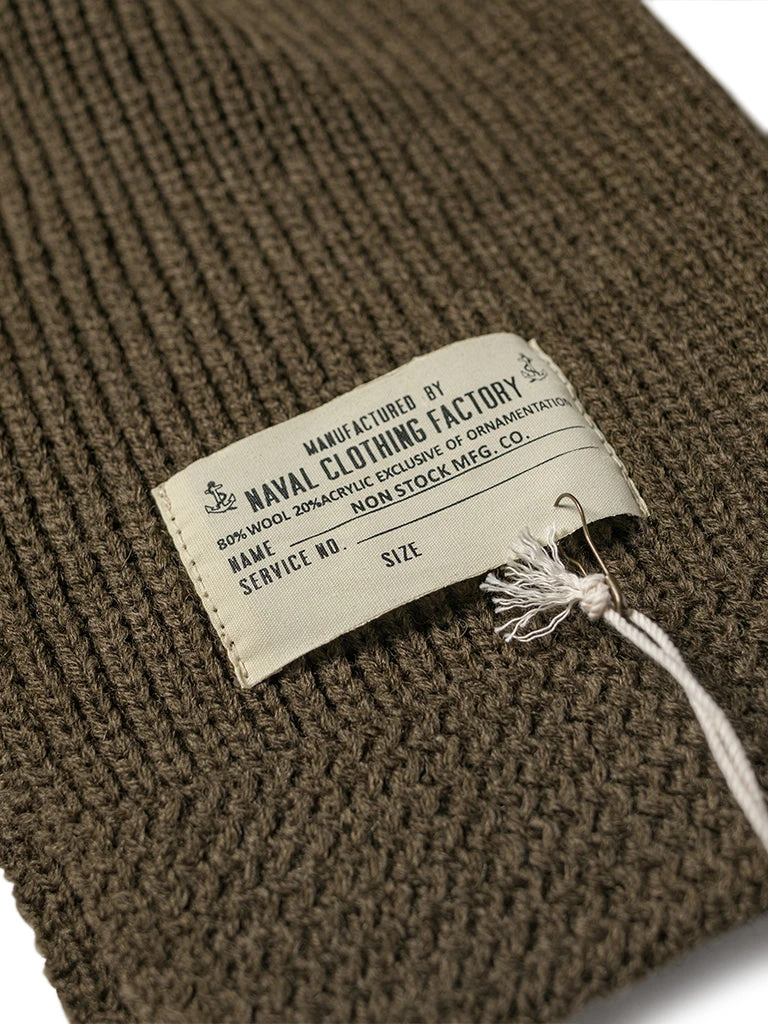 MANUFACTURED BY
NAVAL CLOTHING FACTORY
80% WOOL 20%ACRYLIC EXCLUSIVE OF ORNAMENTATION
NON STOCK MFG. CO.
NAME
SERVICE NO.
SIZE